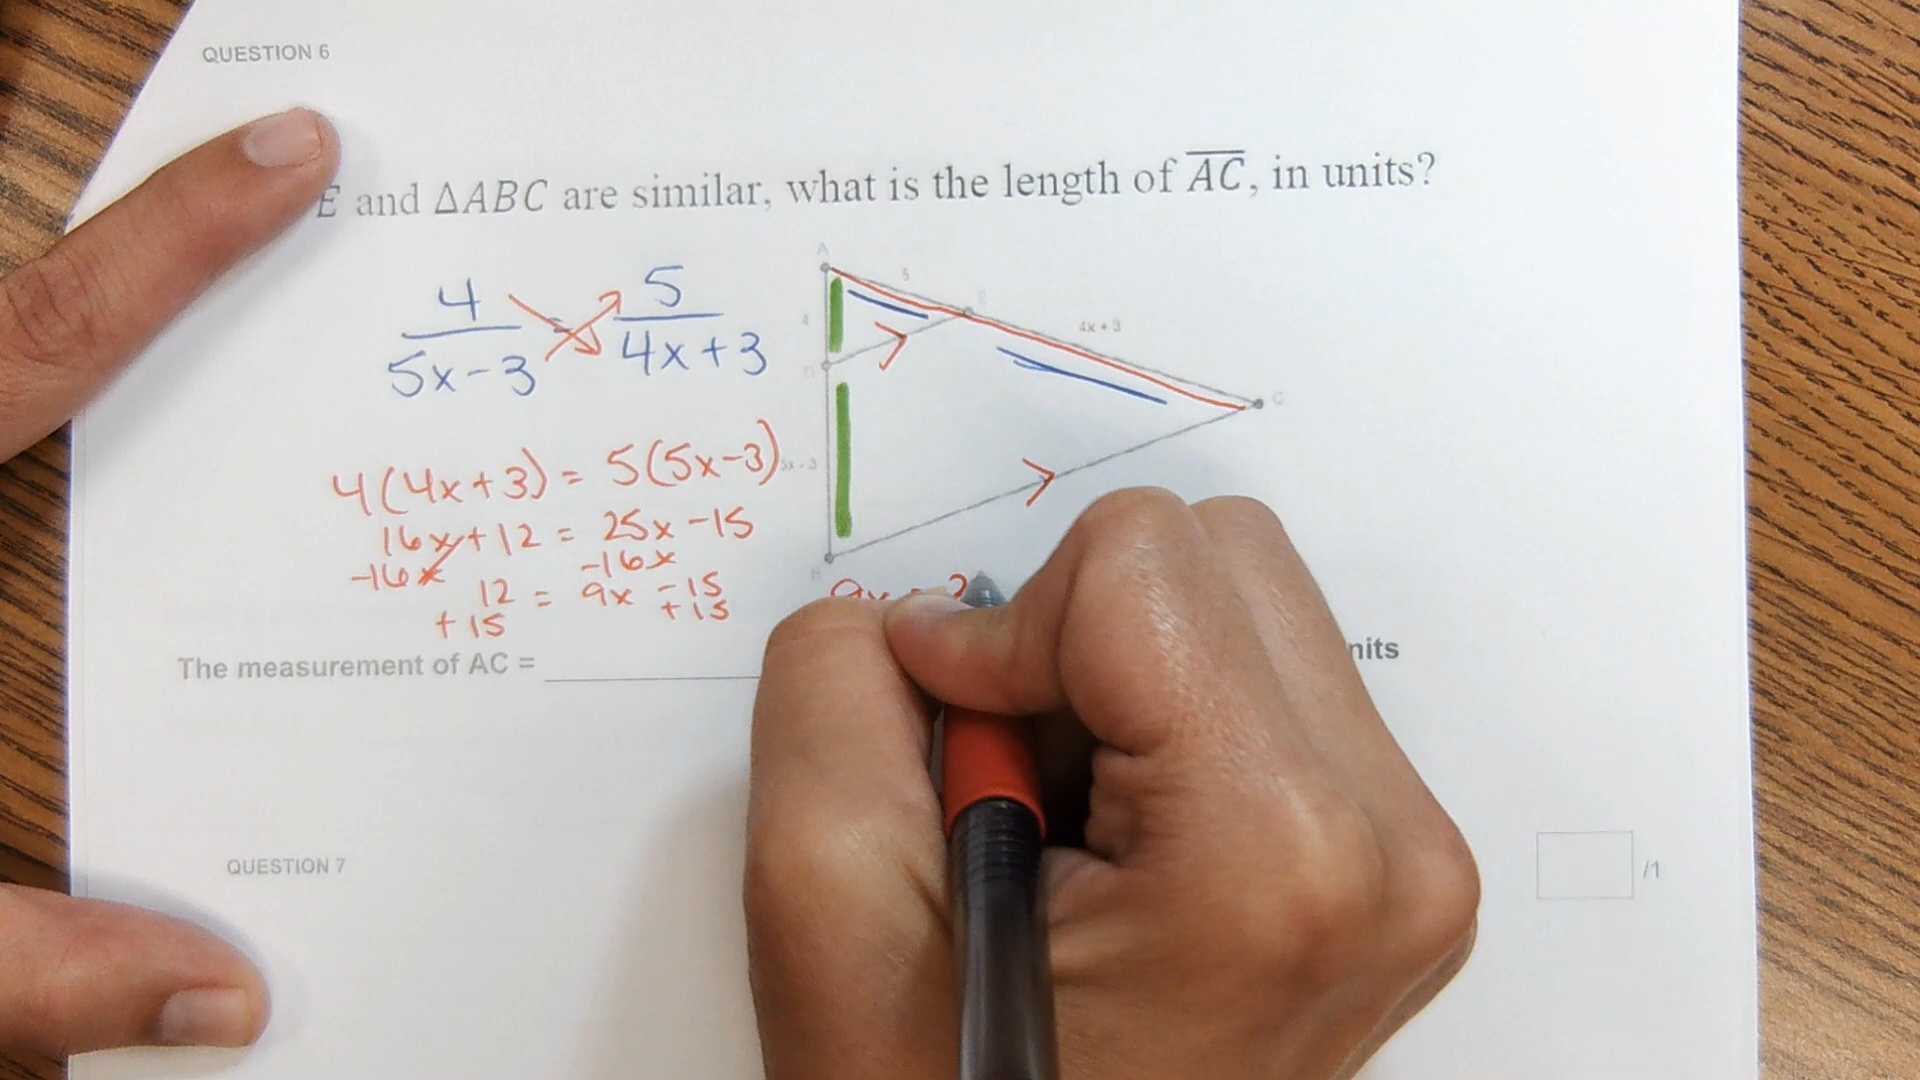 QUESTION 6
E and ΔABC are similar, what is the length of AC, in units?
4 = 5
5x-3 4x+3
A
5
E
4
4x + 3
D
C
5x - 3
B
4(4x+3) = 5(5x-3)
16x+12 = 25x -15
-16x -16x
12 = 9x -15
+15 +15
9x = 2
The measurement of AC =
nits
QUESTION 7
/1